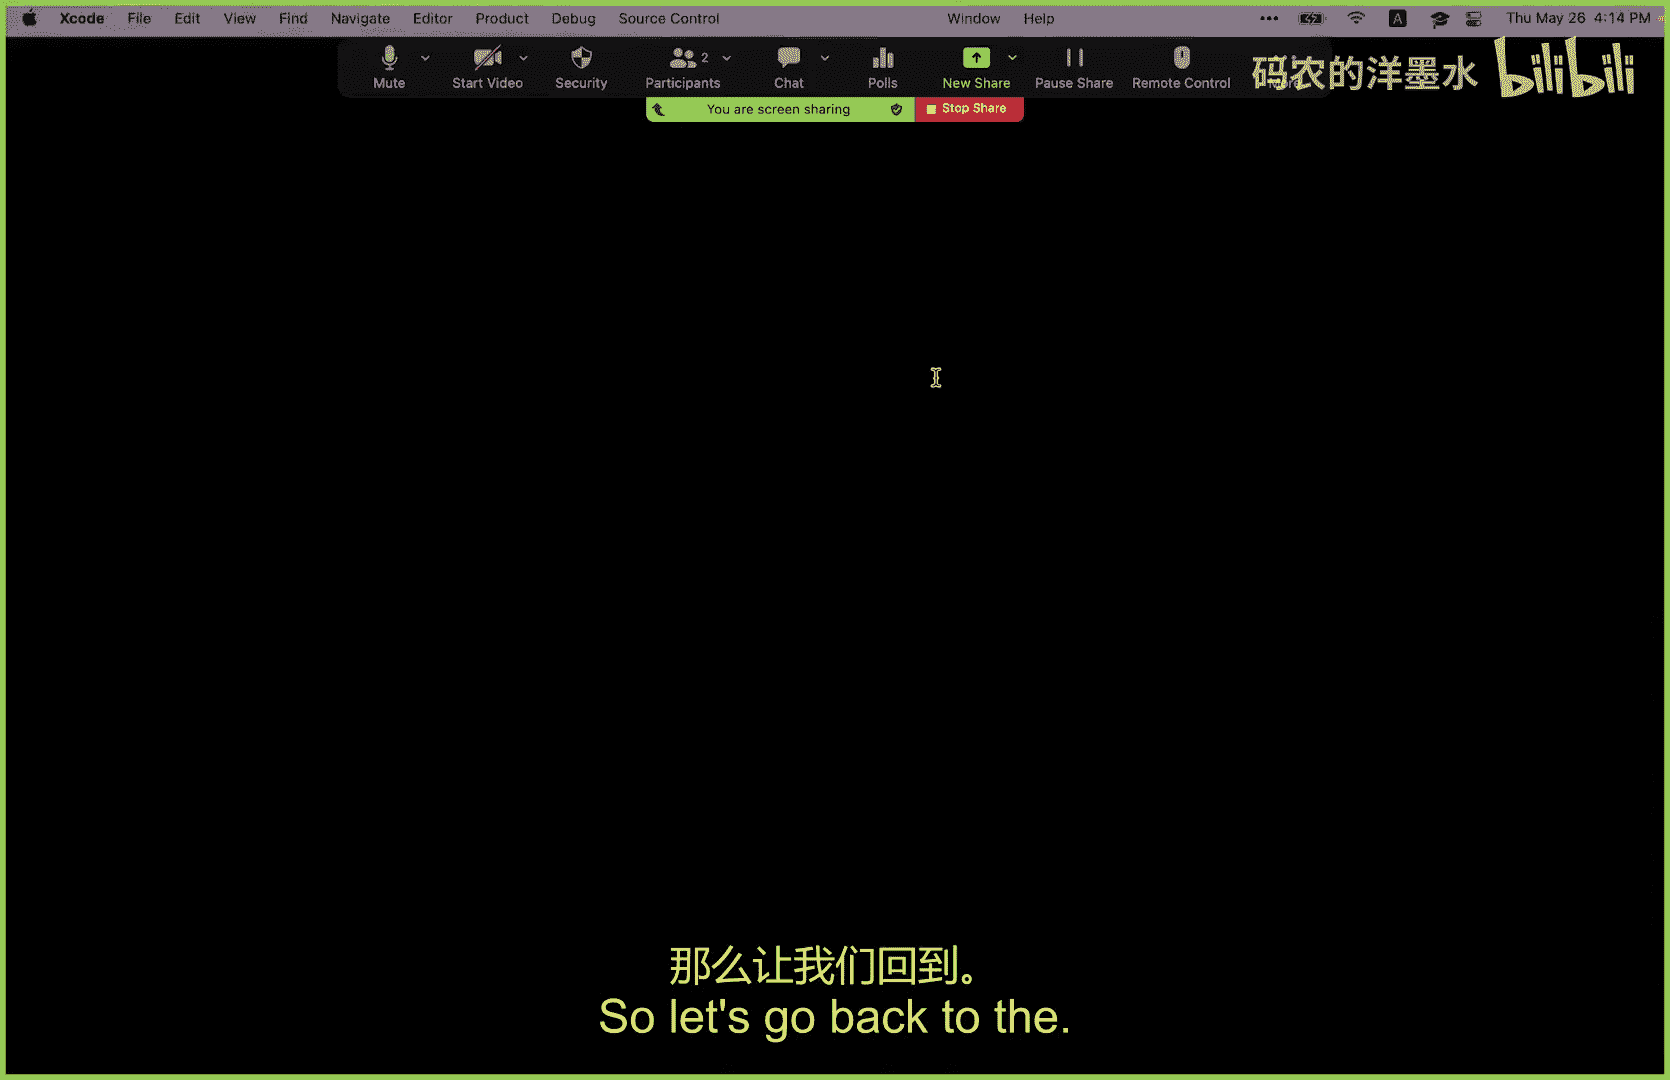 Xcode File Edit View Find Navigate Editor Product Debug Source Control Window Help A Thu May 26 4:14 PM
Mute Start Video Security Participants 2 Chat Polls New Share Pause Share Remote Control
码农的洋墨水 bilibili
You are screen sharing Stop Share
那么让我们回到。
So let's go back to the.